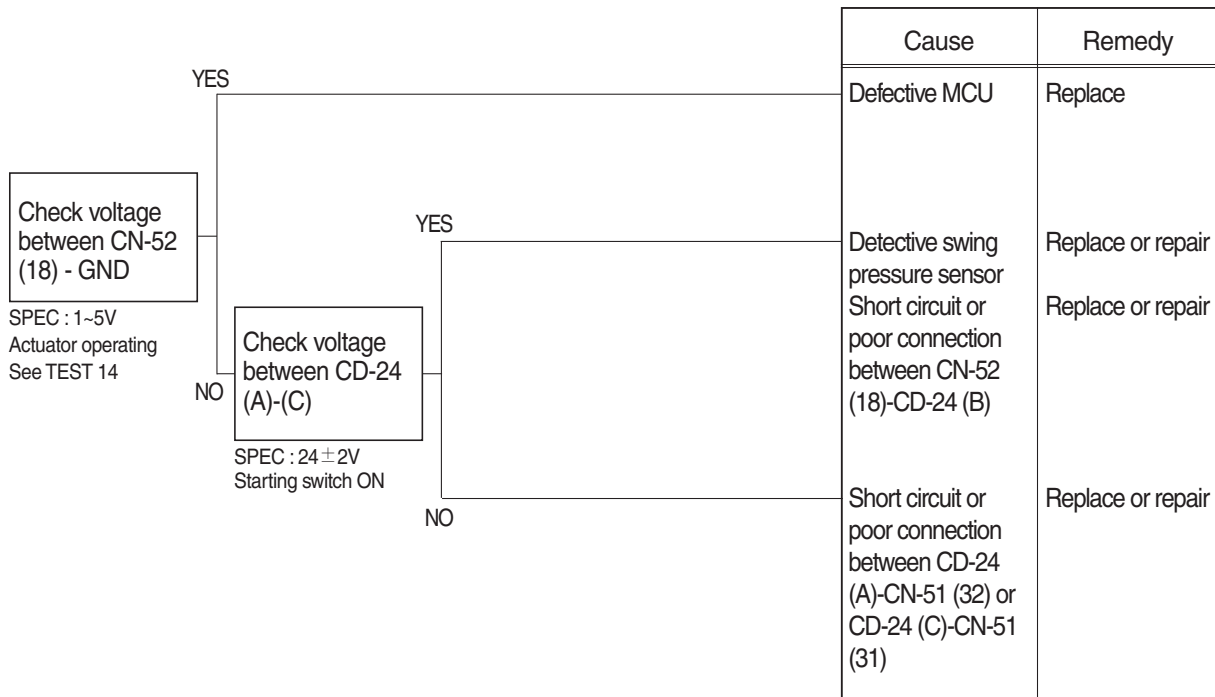 Cause Remedy
YES
Defective MCU Replace
Check voltage
between CN-52
(18) - GND
SPEC : 1~5V
Actuator operating
See TEST 14
YES
Detective swing
pressure sensor
Replace or repair
Short circuit or
poor connection
between CN-52
(18)-CD-24 (B)
Replace or repair
NO
Check voltage
between CD-24
(A)-(C)
SPEC : 24±2V
Starting switch ON
NO
Short circuit or
poor connection
between CD-24
(A)-CN-51 (32) or
CD-24 (C)-CN-51
(31)
Replace or repair